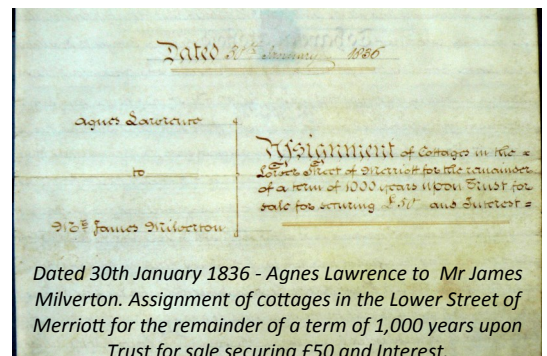 Dated 30th January 1836
Agnes Lawrence
to
Mr. James Milverton
Assignment of Cottages in the =
Lower Street of Merriott for the remainder
of a term of 1000 years upon Trust for
sale for securing £50 and Interest =
Dated 30th January 1836 - Agnes Lawrence to Mr James
Milverton. Assignment of cottages in the Lower Street of
Merriott for the remainder of a term of 1,000 years upon
Trust for sale securing £50 and Interest.